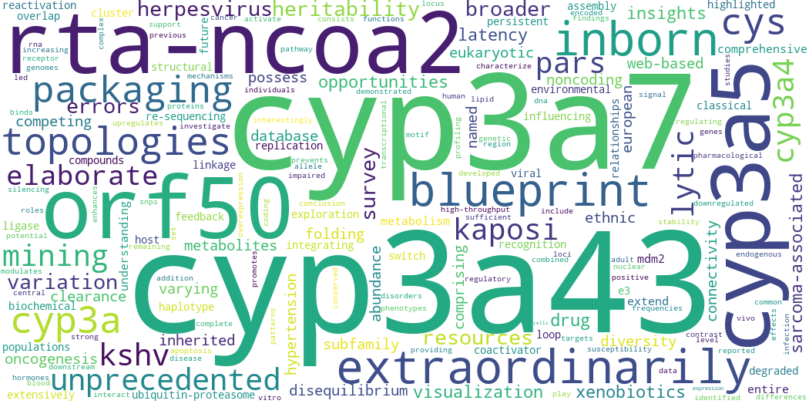 reactivation
cluster
herpesvirus
heritability
broader
persistent
assembly
encoded
findings
highlighted
overlap
support
consists
functions
insights
cys
rna
previous
cancer
activate
locus
latency
increasing
rta-ncoa2
complex
pathway
future
eukaryotic
inborn
comprehensive
receptor
genomes
structural
possess
opportunities
pars
web-based
led
mechanisms
individuals
demonstrated
noncoding
studies
packaging
interestingly
characterize
human
lipid
environmental
signal
classical
cyp3a4
errors
proteins
re-sequencing
cyp3a7
influencing
competing
binds
upregulates
investigate
database
motif
dna
relationships
european
regulating
topologies
compounds
replication
transcriptional
profiling
genetic
region
named
genes
lytic
pharmacological
linkage
prevents
allele
impaired
survey
developed
viral
cyp3a5
elaborate
silencing
snps
orf50
overexpression
coding
conclusion
exploration
blueprint
downregulated
roles
enhances
feedback
metabolism
high-throughput
sufficient
include
ethnic
stability
ligase
potential
understanding
set
folding
integrating
kaposi
connectivity
sarcoma-associated
mining
host
metabolites
switch
recognition
loci
combined
adult
mdm2
endogenous
modulates
remaining
cyp3a43
abundance
comprising
regulatory
nuclear
positive
variation
central
addition
varying
promotes
hypertension
conserved
disorders
phenotypes
e3
extend
frequencies
vivo
common
effects
infection
clearance
haplotype
patterns
resources
drug
biochemical
complete
subfamily
coactivator
loop
diversity
contrast
level
cyp3a
strong
inherited
targets
susceptibility
reported
populations
kshv
apoptosis
disease
providing
data
oncogenesis
downstream
extraordinarily
degraded
hormones
blood
unprecedented
expression
extensively
interact
ubiquitin-proteasome
vitro
disequilibrium
visualization
play
xenobiotics
identified
entire
differences